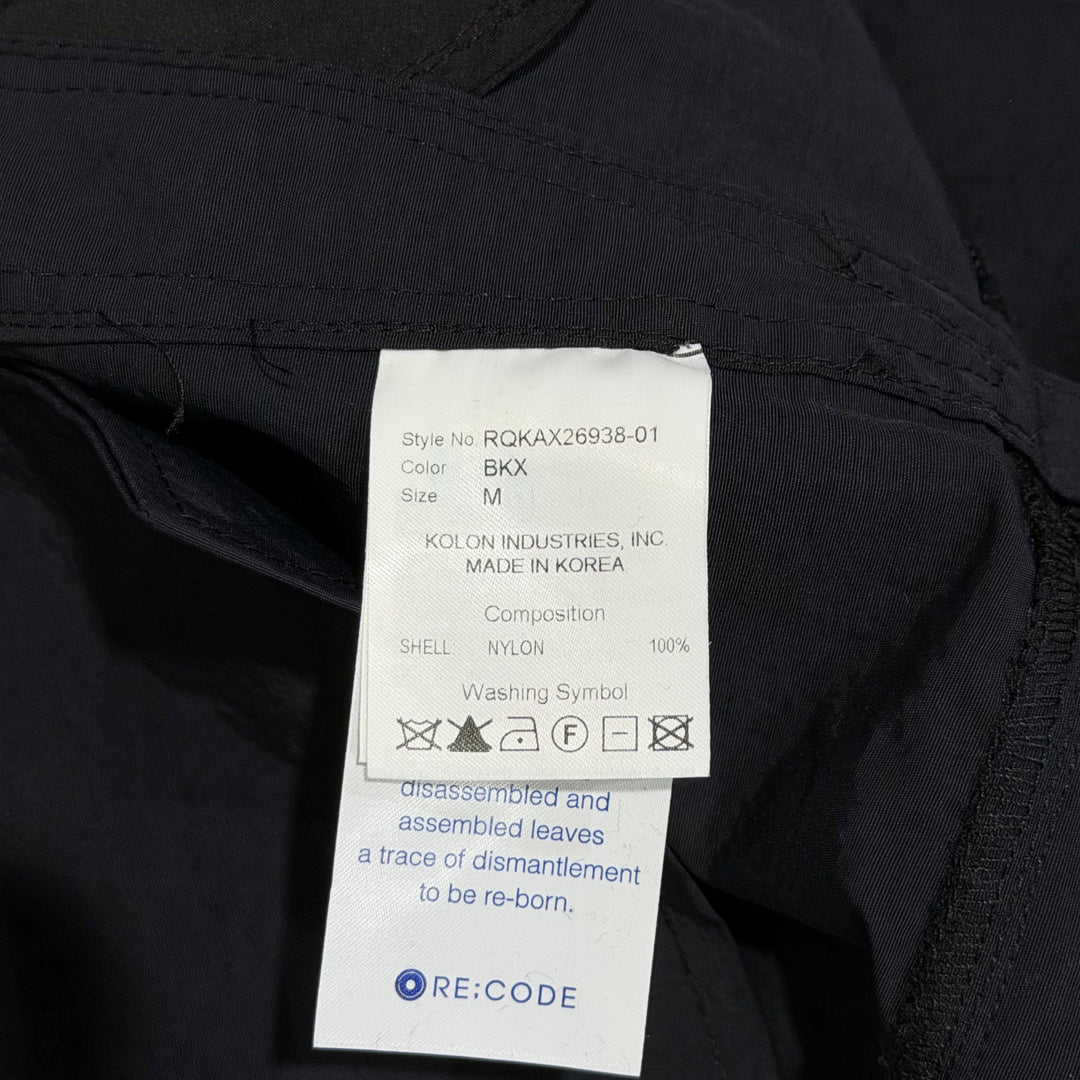 Style No. RQKAX26938-01
Color BKX
Size M
KOLON INDUSTRIES, INC.
MADE IN KOREA
Composition
SHELL: NYLON 100%
Washing Symbol
F
disassembled and
assembled leaves
a trace of dismantlement
to be re-born.
RE;CODE